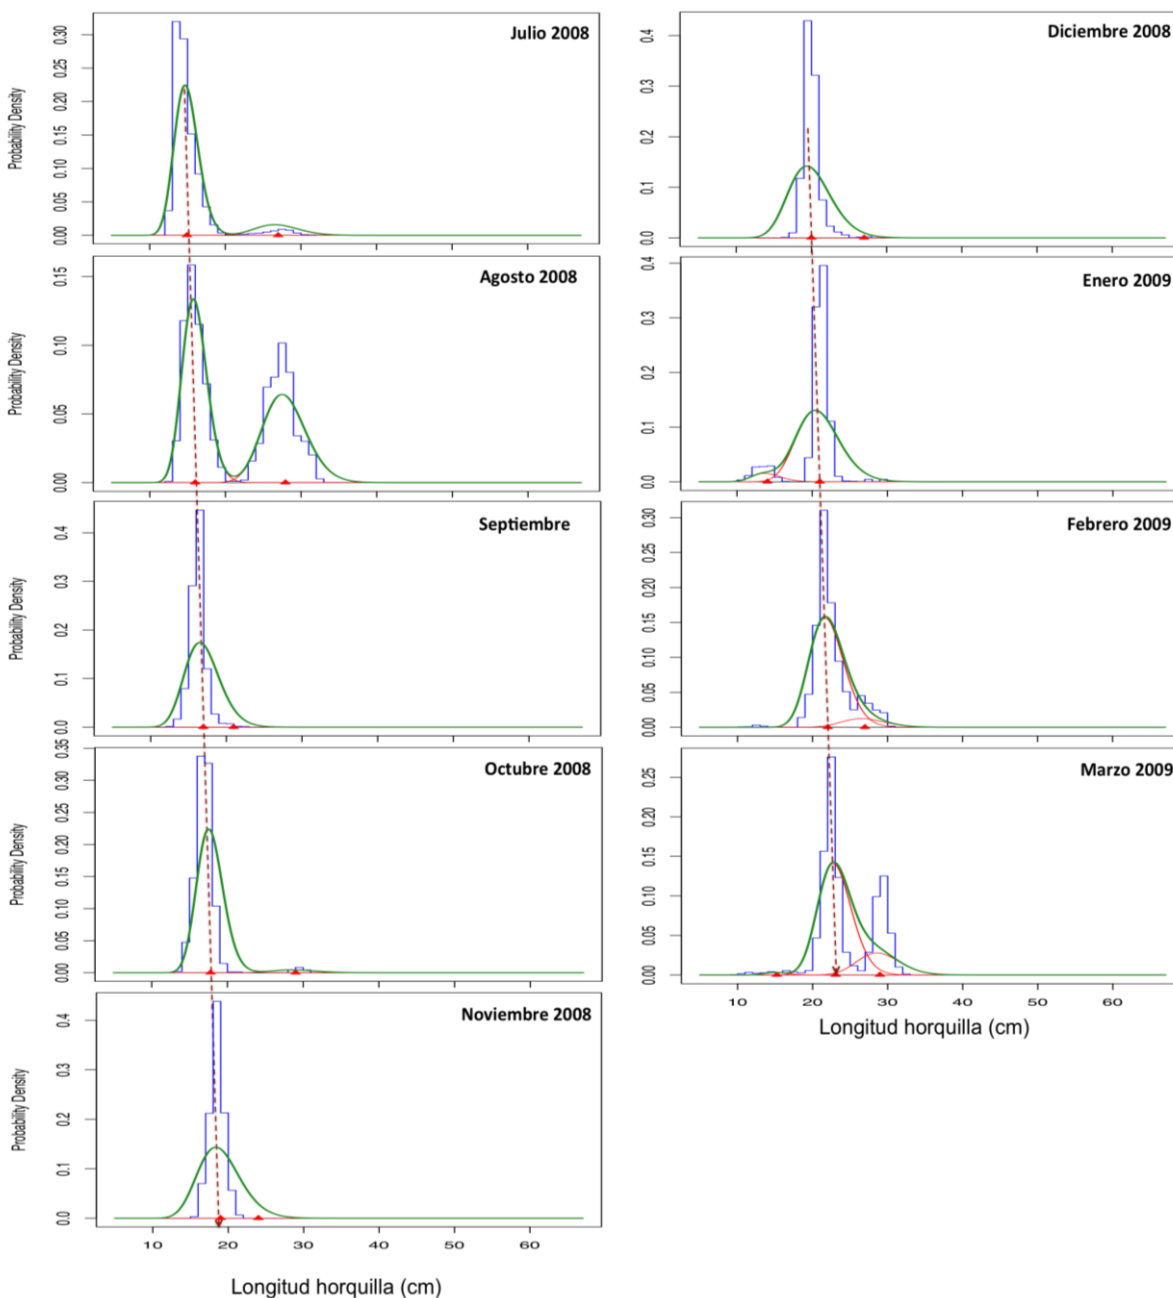 Julio 2008
Probability Density
0.30
0.25
0.20
0.15
0.10
0.05
0.00
Agosto 2008
Probability Density
0.15
0.10
0.05
0.00
Septiembre
Probability Density
0.4
0.3
0.2
0.1
0.0
Octubre 2008
Probability Density
0.35
0.30
0.25
0.20
0.15
0.10
0.05
0.00
Noviembre 2008
Probability Density
0.4
0.3
0.2
0.1
0.0
10 20 30 40 50 60
Longitud horquilla (cm)
Diciembre 2008
0.4
0.3
0.2
0.1
0.0
Enero 2009
0.4
0.3
0.2
0.1
0.0
Febrero 2009
0.30
0.25
0.20
0.15
0.10
0.05
0.00
Marzo 2009
0.25
0.20
0.15
0.10
0.05
0.00
10 20 30 40 50 60
Longitud horquilla (cm)